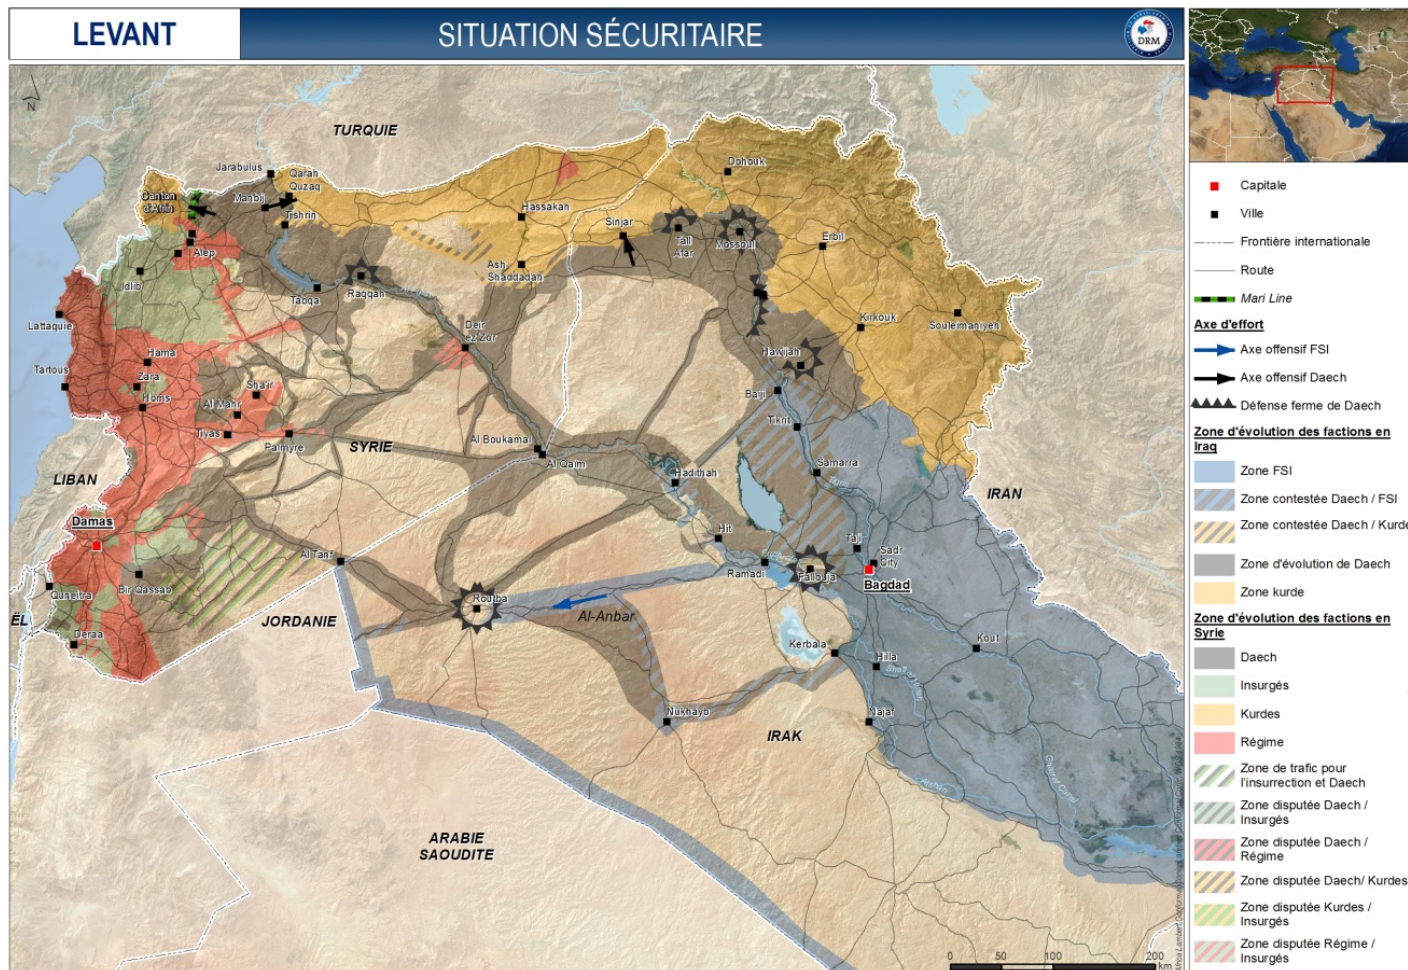 LEVANT
SITUATION SÉCURITAIRE
DRM
N
TURQUIE
Jarabulus
Qarah
Quzaq
Canton
d'Afrin
Manbij
Tishrin
Hassakah
Dohouk
Sinjar
Tall
Afar
Mossoul
Erbil
Alep
Idlib
Tabqa
Raqqah
Ash
Shaddadah
Lattaquie
Deir
ez Zor
Kirkouk
Souleimaniyeh
Hawijah
Hama
Tartous
Zara
Homs
Sha'ir
Al Mahr
Tiyas
Palmyre
Baiji
Tikrit
SYRIE
Al Boukamal
Al Qaim
Hadithah
Samarra
LIBAN
IRAN
Damas
Al Tanf
Hit
Taji
Sadr
City
Ramadi
Fallouja
Bagdad
Quneitra
Bir Qassab
Routba
Al-Anbar
ËL
JORDANIE
Deraa
Kerbala
Hilla
Kout
Nukhayb
IRAK
Najaf
ARABIE
SAOUDITE
0
50
100
200
km
Capitale
Ville
Frontière internationale
Route
Mari Line
Axe d'effort
Axe offensif FSI
Axe offensif Daech
Défense ferme de Daech
Zone d'évolution des factions en
Iraq
Zone FSI
Zone contestée Daech / FSI
Zone contestée Daech / Kurde
Zone d'évolution de Daech
Zone kurde
Zone d'évolution des factions en
Syrie
Daech
Insurgés
Kurdes
Régime
Zone de trafic pour
l'insurrection et Daech
Zone disputée Daech /
Insurgés
Zone disputée Daech /
Régime
Zone disputée Daech/ Kurdes
Zone disputée Kurdes /
Insurgés
Zone disputée Régime /
Insurgés